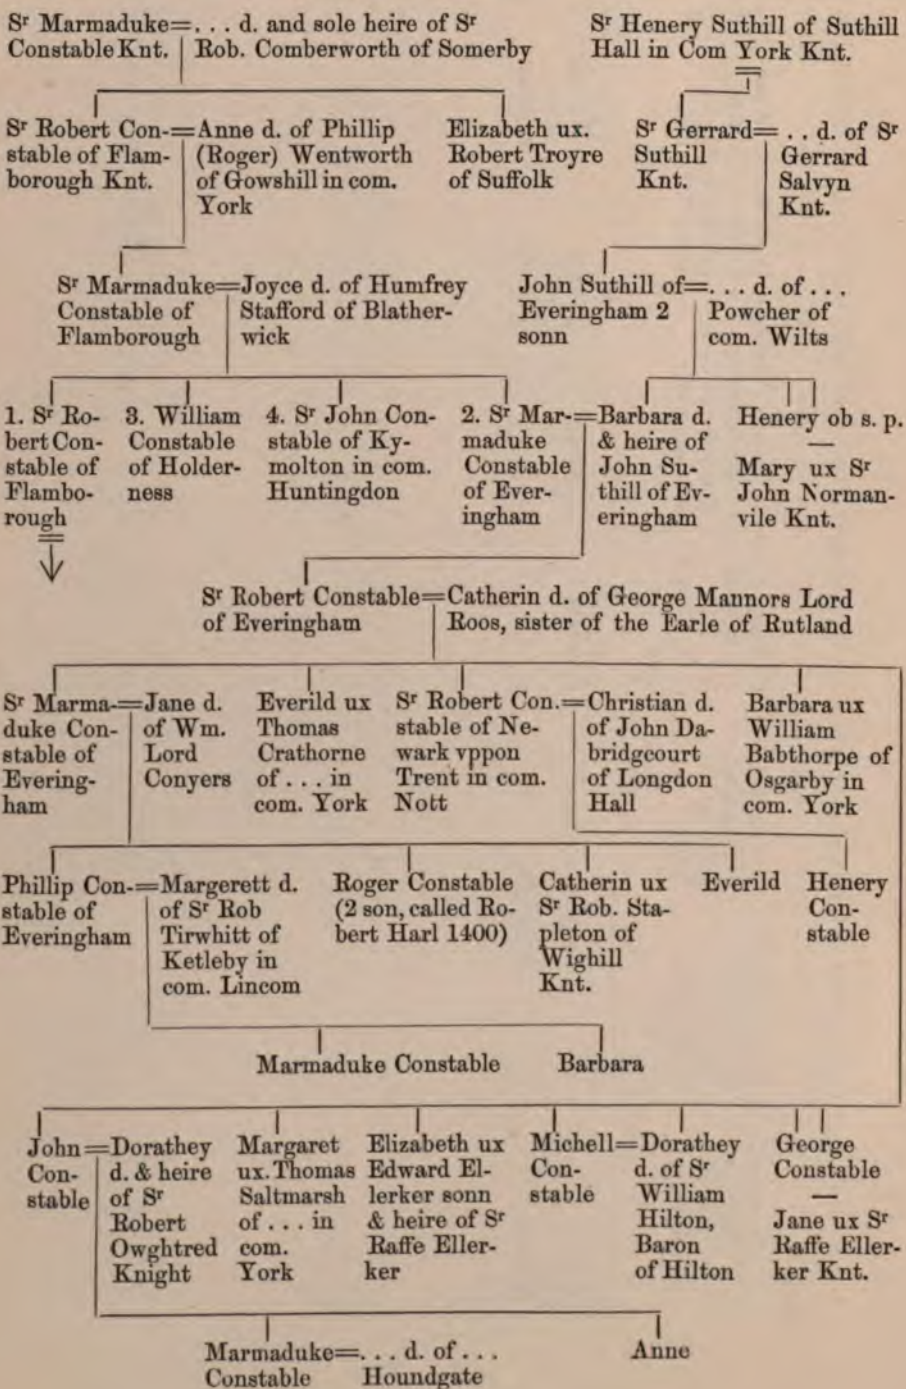 Sʳ Marmaduke=. . . d. and sole heire of Sʳ
Constable Knt. Rob. Comberworth of Somerby
Sʳ Henery Suthill of Suthill
Hall in Com York Knt.
Sʳ Robert Con-=Anne d. of Phillip
stable of Flam- (Roger) Wentworth
borough Knt. of Gowshill in com.
York
Elizabeth ux.
Robert Troyre
of Suffolk
Sʳ Gerrard= . . d. of Sʳ
Suthill Gerrard
Knt. Salvyn
Knt.
Sʳ Marmaduke=Joyce d. of Humfrey
Constable of Stafford of Blather-
Flamborough wick
John Suthill of=. . . d. of . . .
Everingham 2 Powcher of
sonn com. Wilts
1. Sʳ Ro-
bert Con-
stable of
Flambo-
rough
3. William
Constable
of Holder-
ness
4. Sʳ John Con-
stable of Ky-
molton in com.
Huntingdon
2. Sʳ Mar-=Barbara d.
maduke & heire of
Constable John Su-
of Ever- thill of Ev-
ingham eringham
Henery ob s. p.
—
Mary ux Sʳ
John Norman-
vile Knt.
Sʳ Robert Constable=Catherin d. of George Mannors Lord
of Everingham Roos, sister of the Earle of Rutland
Sʳ Marma-=Jane d.
duke Con- of Wm.
stable of Lord
Evering- Conyers
ham
Everild ux
Thomas
Crathorne
of . . . in
com. York
Sʳ Robert Con.=Christian d.
stable of Ne- of John Da-
wark vppon bridgcourt
Trent in com. of Longdon
Nott Hall
Barbara ux
William
Babthorpe of
Osgarby in
com. York
Phillip Con-=Margerett d.
stable of of Sʳ Rob
Everingham Tirwhitt of
Ketleby in
com. Lincom
Roger Constable
(2 son, called Ro-
bert Harl 1400)
Catherin ux
Sʳ Rob. Sta-
pleton of
Wighill
Knt.
Everild
Henery
Con-
stable
Marmaduke Constable
Barbara
John=Dorathey
Con- d. & heire
stable of Sʳ
Robert
Owghtred
Knight
Margaret
ux. Thomas
Saltmarsh
of . . . in
com.
York
Elizabeth ux
Edward El-
lerker sonn
& heire of Sʳ
Raffe Eller-
ker
Michell=Dorathey
Con- d. of Sʳ
stable William
Hilton,
Baron
of Hilton
George
Constable
—
Jane ux Sʳ
Raffe Eller-
ker Knt.
Marmaduke=. . . d. of . . .
Constable Houndgate
Anne